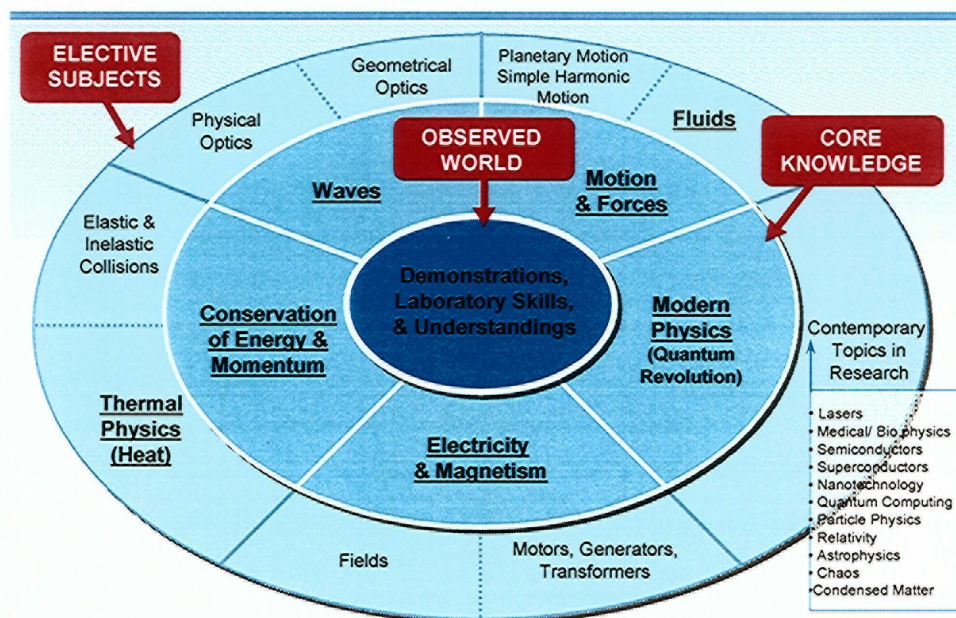 ELECTIVE
SUBJECTS
Geometrical
Optics
Planetary Motion
Simple Harmonic
Motion
Physical
Optics
Fluids
OBSERVED
WORLD
CORE
KNOWLEDGE
Waves
Motion
& Forces
Elastic &
Inelastic
Collisions
Demonstrations,
Laboratory Skills,
& Understandings
Conservation
of Energy &
Momentum
Modern
Physics
(Quantum
Revolution)
Contemporary
Topics in
Research
Thermal
Physics
(Heat)
Electricity
& Magnetism
• Lasers
• Medical/ Bio physics
• Semiconductors
• Superconductors
• Nanotechnology
• Quantum Computing
• Particle Physics
• Relativity
• Astrophysics
• Chaos
• Condensed Matter
Fields
Motors, Generators,
Transformers